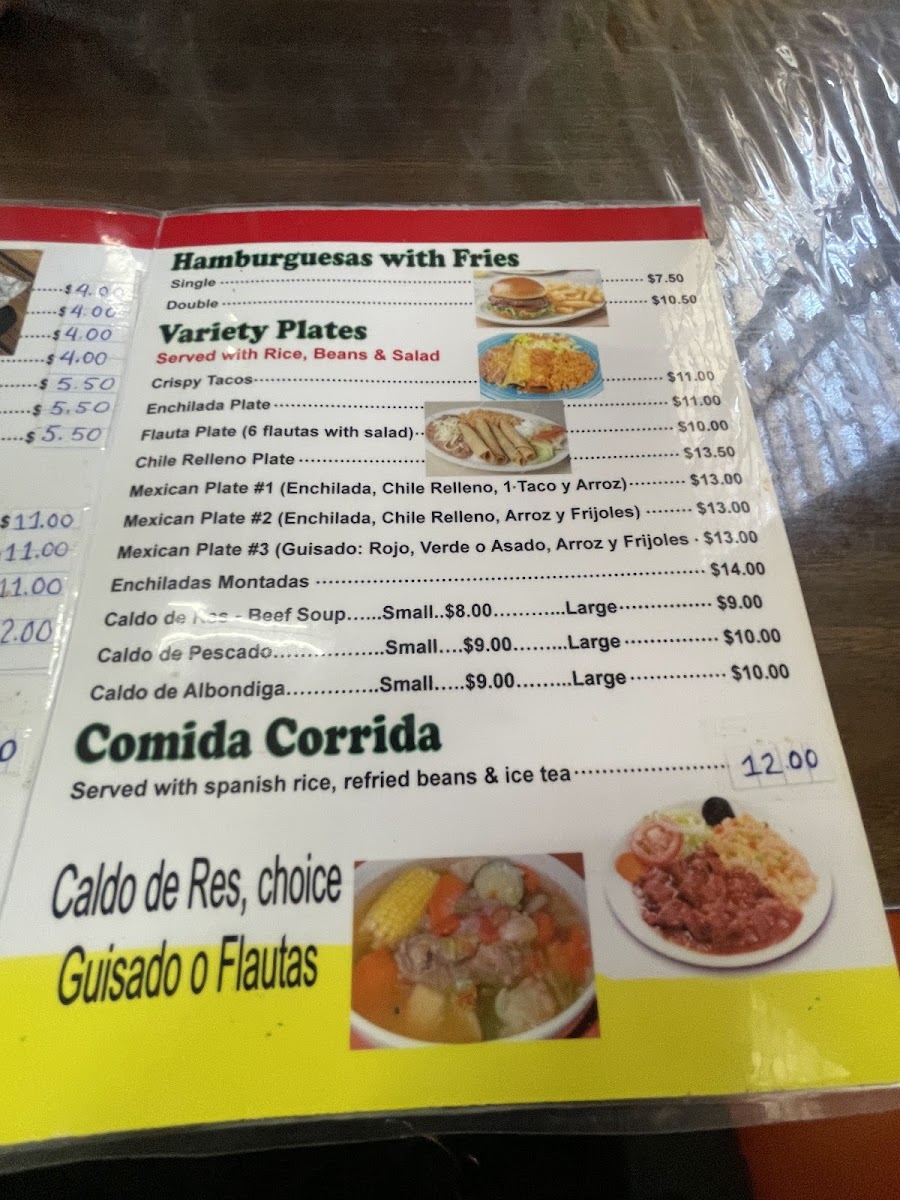 $4.00
$4.00
$4.00
$4.00
$5.50
$5.50
$5.50
$11.00
11.00
11.00
2.00
0
Hamburguesas with Fries
Single $7.50
Double $10.50
Variety Plates
Served with Rice, Beans & Salad
Crispy Tacos $11.00
Enchilada Plate $11.00
Flauta Plate (6 flautas with salad) $10.00
Chile Relleno Plate $13.50
Mexican Plate #1 (Enchilada, Chile Relleno, 1·Taco y Arroz) $13.00
Mexican Plate #2 (Enchilada, Chile Relleno, Arroz y Frijoles) $13.00
Mexican Plate #3 (Guisado: Rojo, Verde o Asado, Arroz y Frijoles · $13.00
Enchiladas Montadas $14.00
Caldo de Res - Beef Soup......Small..$8.00...........Large $9.00
Caldo de Pescado.................Small....$9.00.........Large $10.00
Caldo de Albondiga..............Small.....$9.00.........Large $10.00
Comida Corrida
Served with spanish rice, refried beans & ice tea 12.00
Caldo de Res, choice
Guisado o Flautas